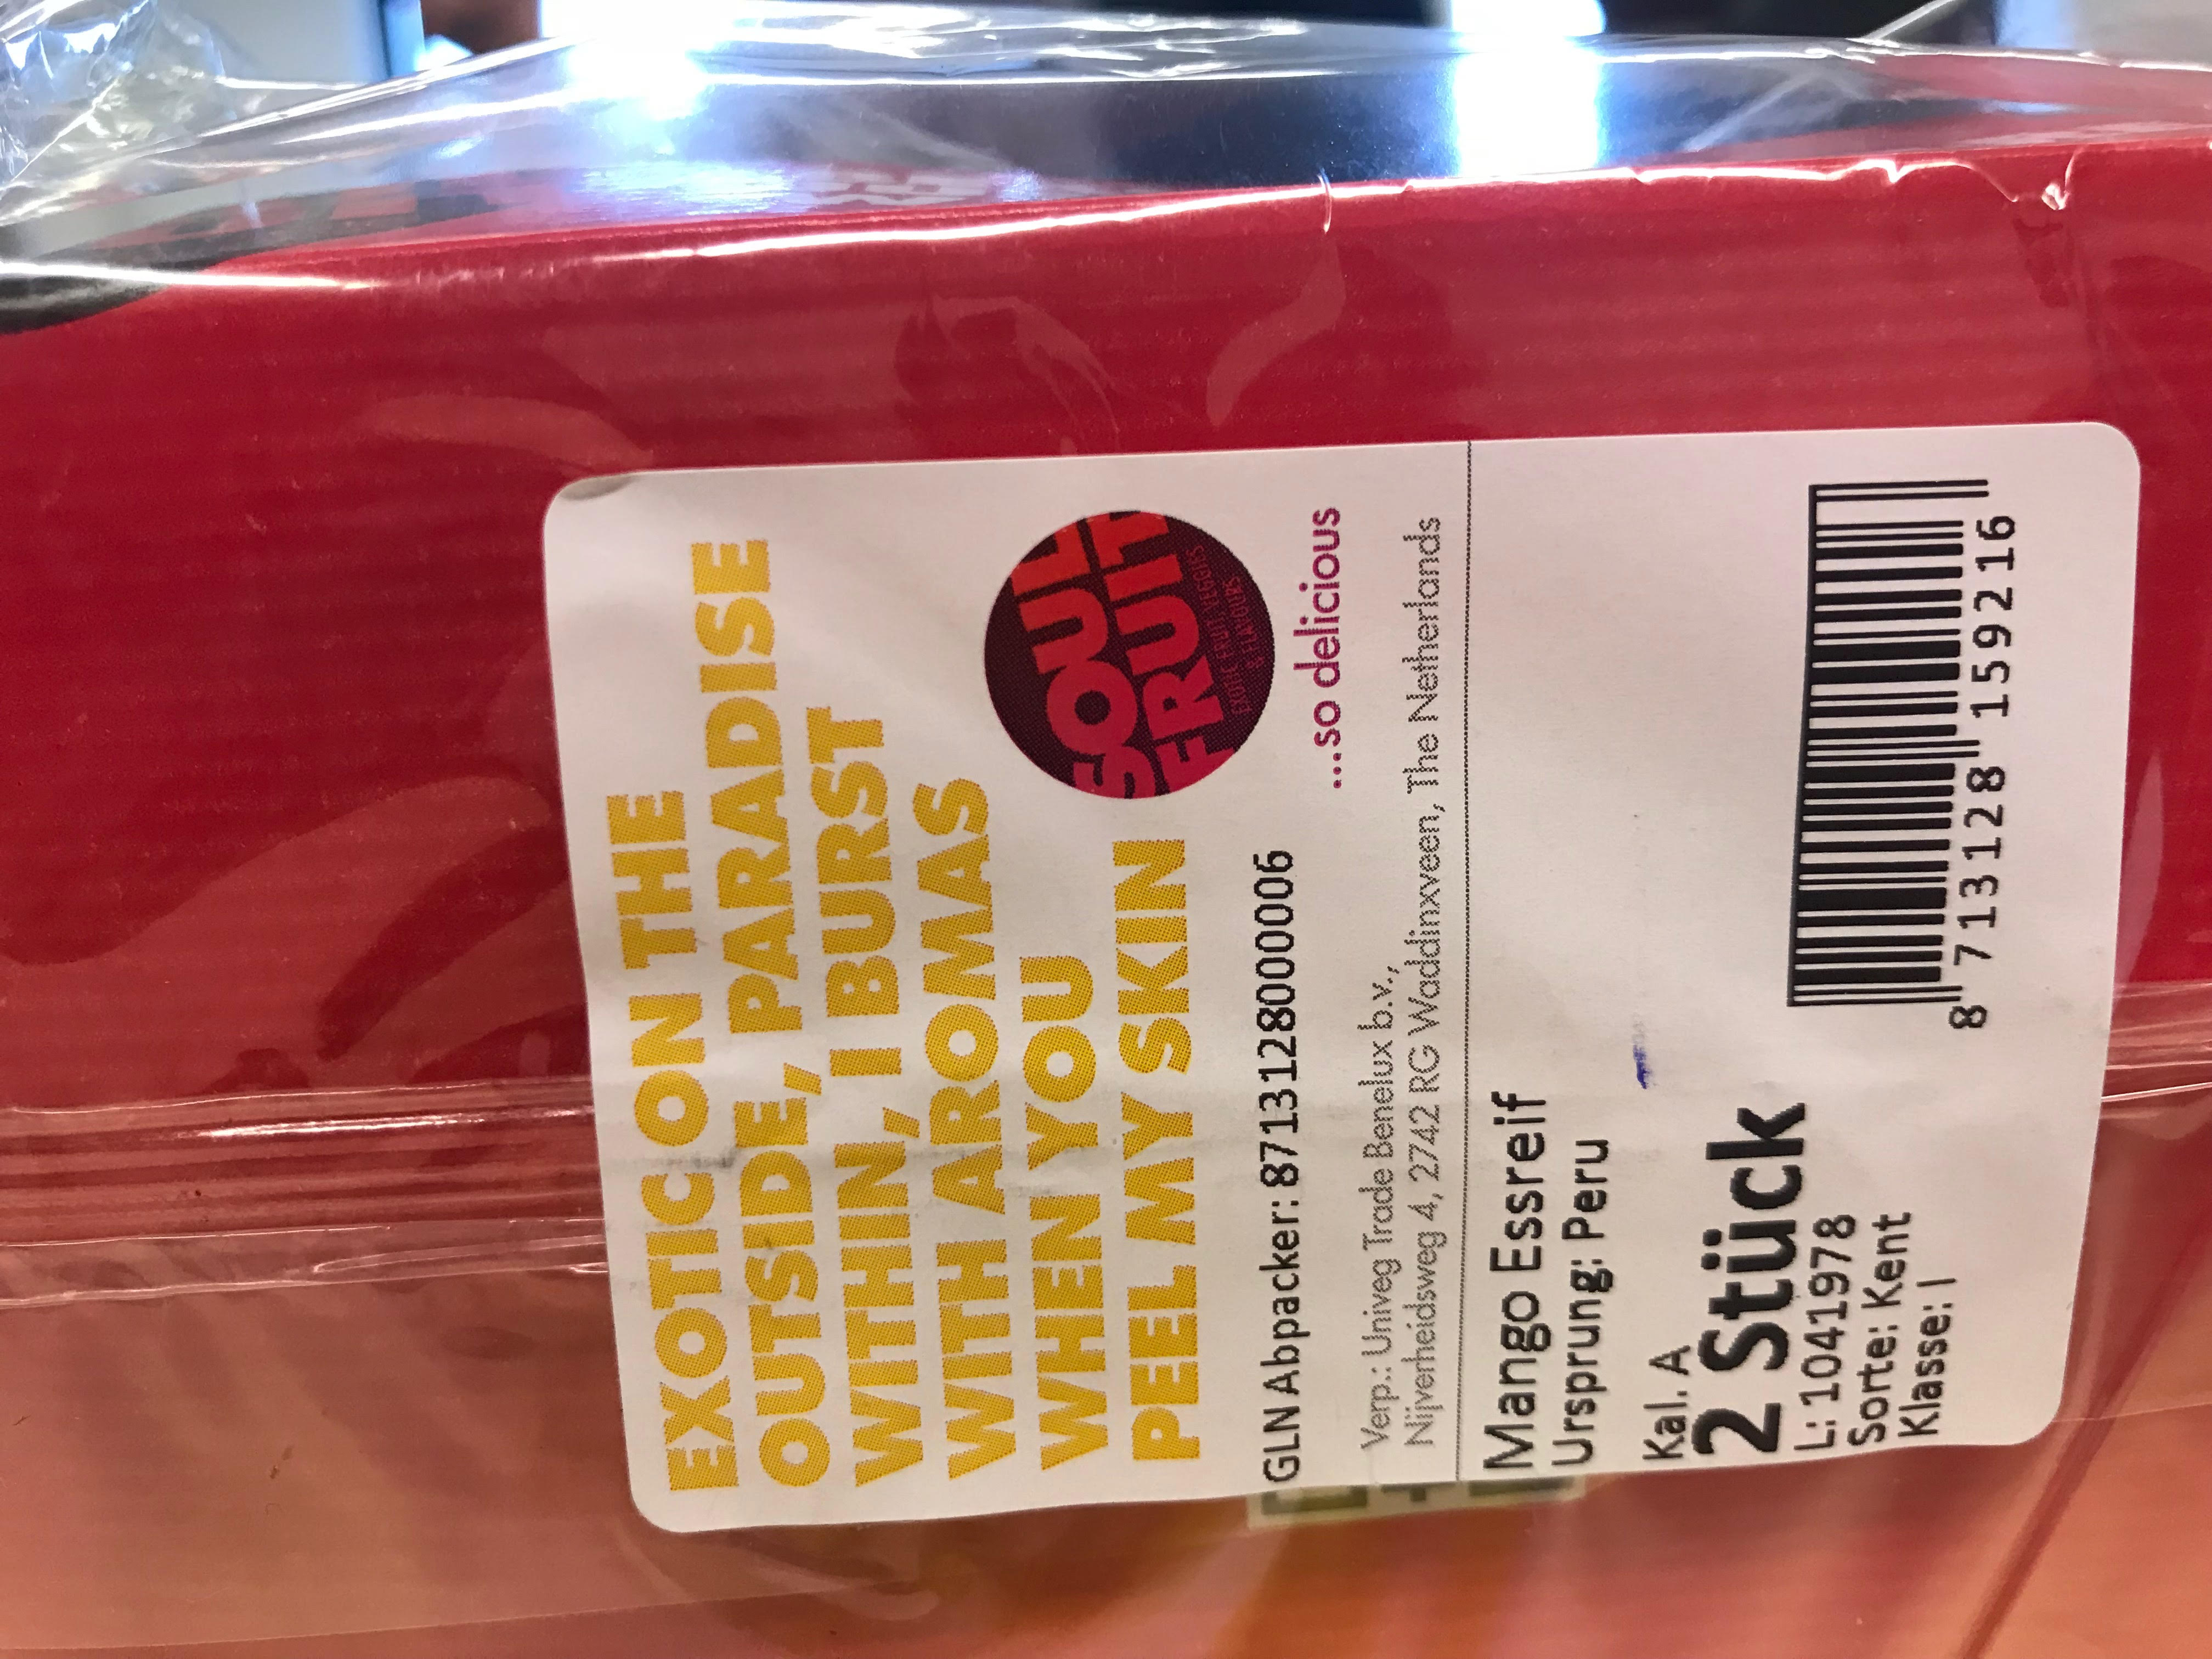 EXOTIC ON THE
OUTSIDE, PARADISE
WITHIN, I BURST
WITH AROMAS
WHEN YOU
PEEL MY SKIN
SOUL
FRUIT
EXOTIC FRUIT, VEGGIES
& FLAVOURS
...so delicious
GLN Abpacker: 8713128000006
Verp.: Univeg Trade Benelux b.v.,
Nijverheidsweg 4, 2742 RG Waddinxveen, The Netherlands
Mango Essreif
Ursprung: Peru
Kal. A
2 Stück
L: 1041978
Sorte: Kent
Klasse: I
8 713128 159216